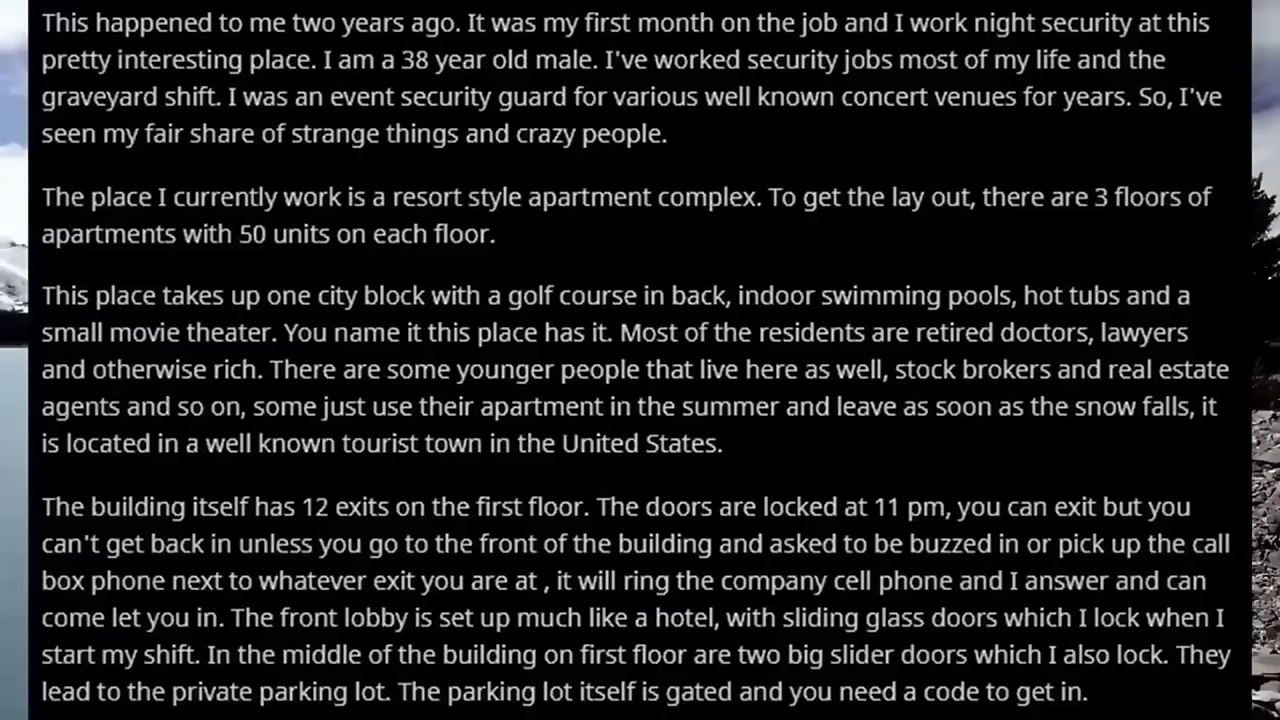 This happened to me two years ago. It was my first month on the job and I work night security at this
pretty interesting place. I am a 38 year old male. I've worked security jobs most of my life and the
graveyard shift. I was an event security guard for various well known concert venues for years. So, I've
seen my fair share of strange things and crazy people.
The place I currently work is a resort style apartment complex. To get the lay out, there are 3 floors of
apartments with 50 units on each floor.
This place takes up one city block with a golf course in back, indoor swimming pools, hot tubs and a
small movie theater. You name it this place has it. Most of the residents are retired doctors, lawyers
and otherwise rich. There are some younger people that live here as well, stock brokers and real estate
agents and so on, some just use their apartment in the summer and leave as soon as the snow falls, it
is located in a well known tourist town in the United States.
The building itself has 12 exits on the first floor. The doors are locked at 11 pm, you can exit but you
can't get back in unless you go to the front of the building and asked to be buzzed in or pick up the call
box phone next to whatever exit you are at , it will ring the company cell phone and I answer and can
come let you in. The front lobby is set up much like a hotel, with sliding glass doors which I lock when I
start my shift. In the middle of the building on first floor are two big slider doors which I also lock. They
lead to the private parking lot. The parking lot itself is gated and you need a code to get in.